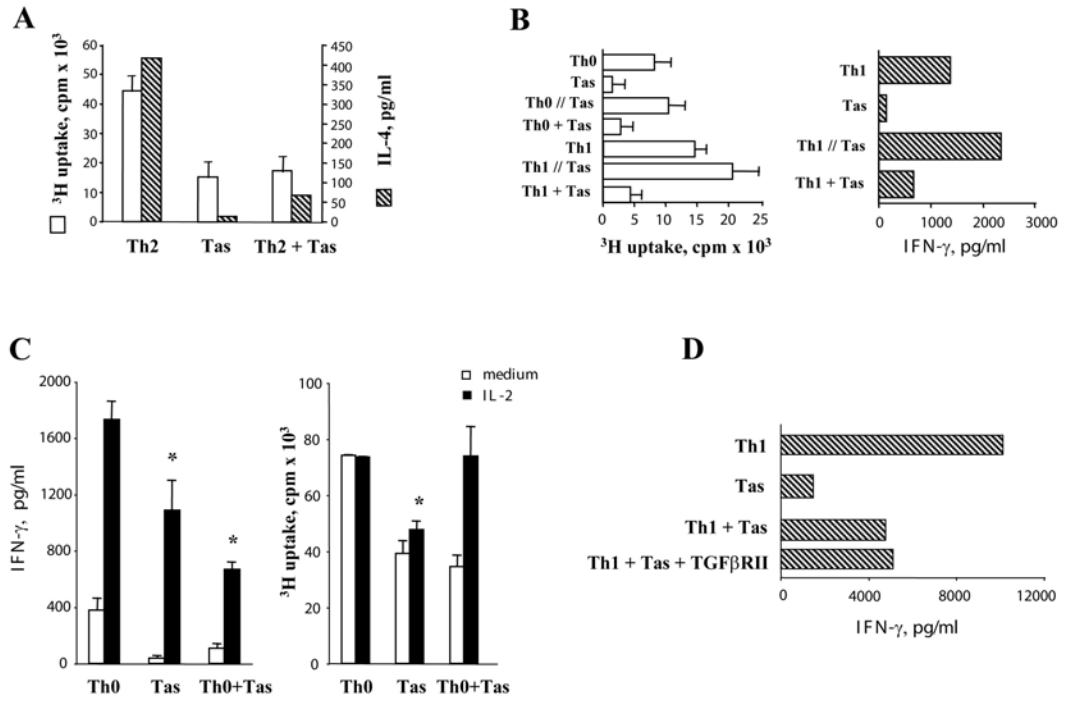 A
³H uptake, cpm x 10³
60
50
40
30
20
10
0
450
400
350
300
250
200
150
100
50
0
IL-4, pg/ml
Th2 Tas Th2 + Tas
B
Th0
Tas
Th0 // Tas
Th0 + Tas
Th1
Th1 // Tas
Th1 + Tas
0 5 10 15 20 25
³H uptake, cpm x 10³
Th1
Tas
Th1 // Tas
Th1 + Tas
0 1000 2000 3000
IFN-γ, pg/ml
C
IFN-γ, pg/ml
2000
1600
1200
800
400
0
*
*
Th0 Tas Th0+Tas
³H uptake, cpm x 10³
100
80
60
40
20
0
medium
IL-2
*
Th0 Tas Th0+Tas
D
Th1
Tas
Th1 + Tas
Th1 + Tas + TGFβRII
0 4000 8000 12000
IFN-γ, pg/ml